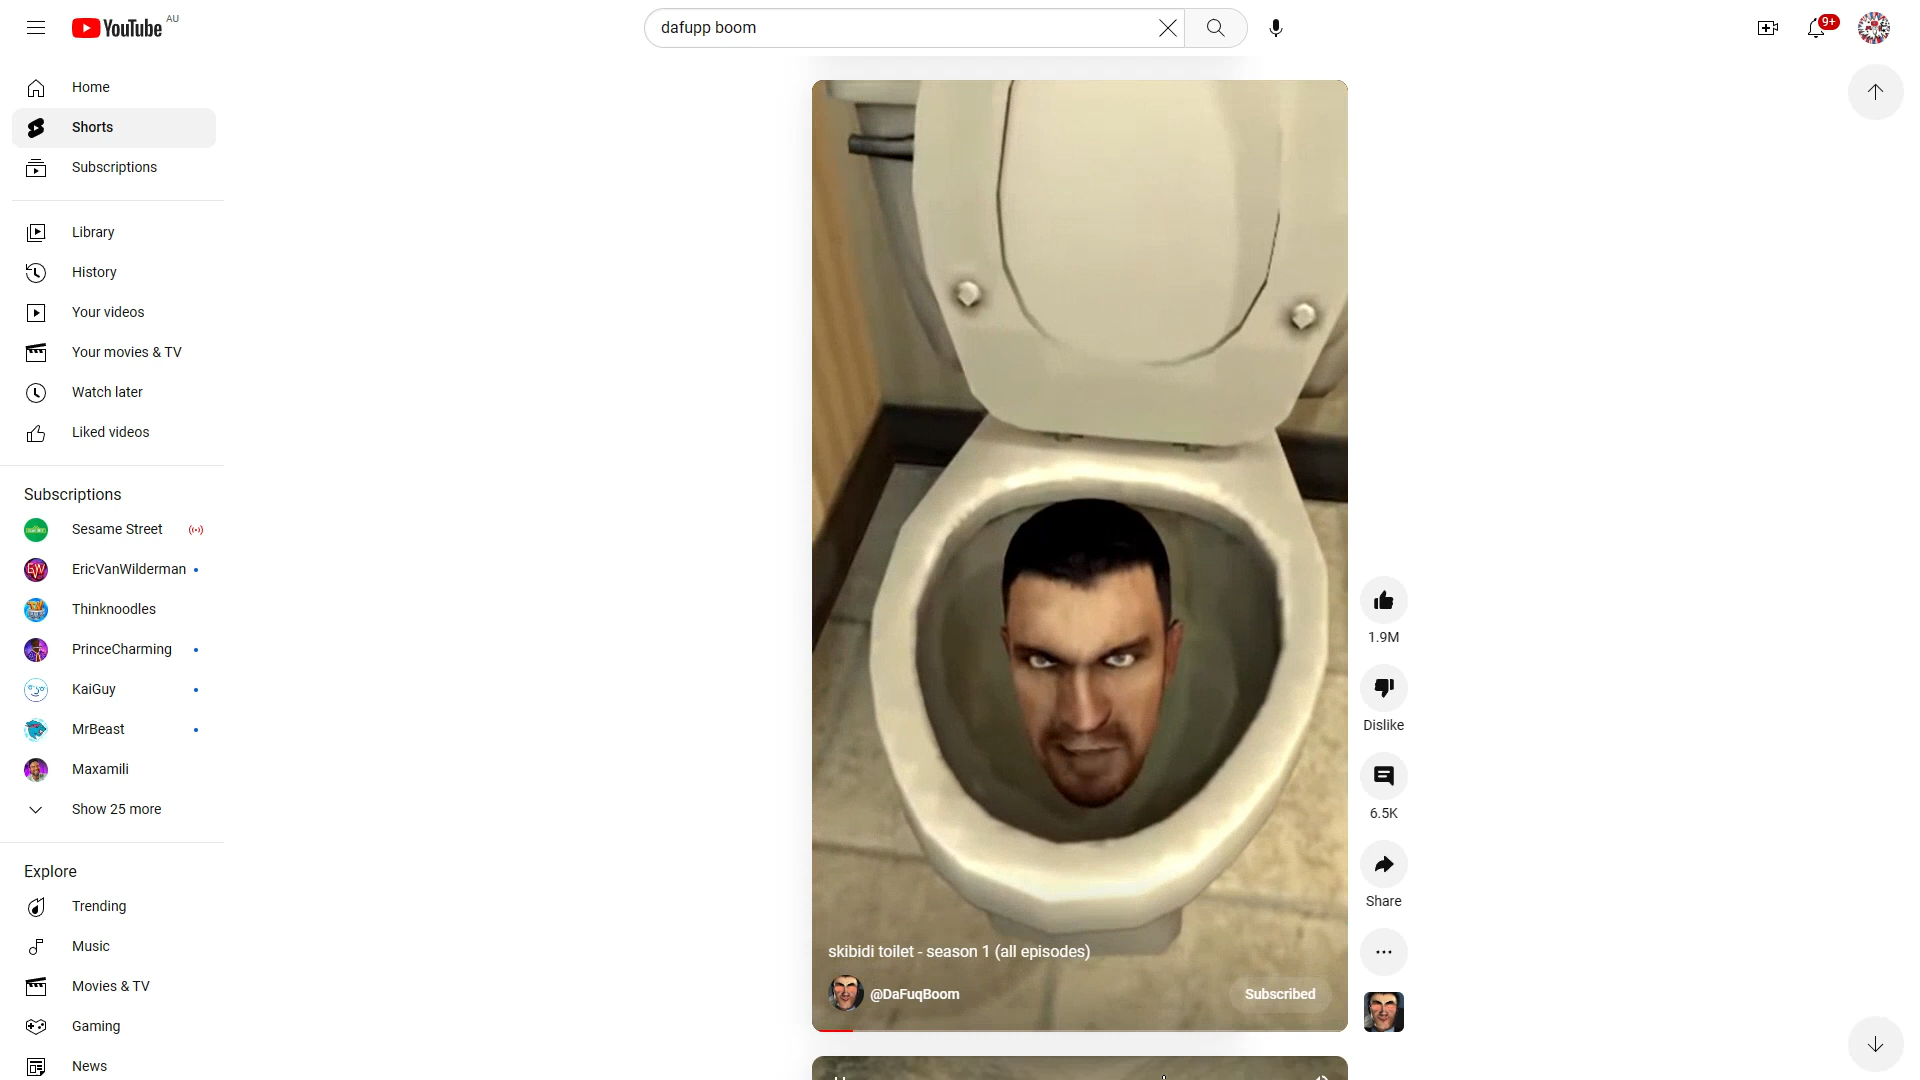 YouTube AU
dafupp boom
9+
Home
Shorts
Subscriptions
Library
History
Your videos
Your movies & TV
Watch later
Liked videos
Subscriptions
Sesame Street
EricVanWilderman
Thinknoodles
PrinceCharming
KaiGuy
MrBeast
Maxamili
Show 25 more
Explore
Trending
Music
Movies & TV
Gaming
News
1.9M
Dislike
6.5K
Share
skibidi toilet - season 1 (all episodes)
@DaFuqBoom
Subscribed